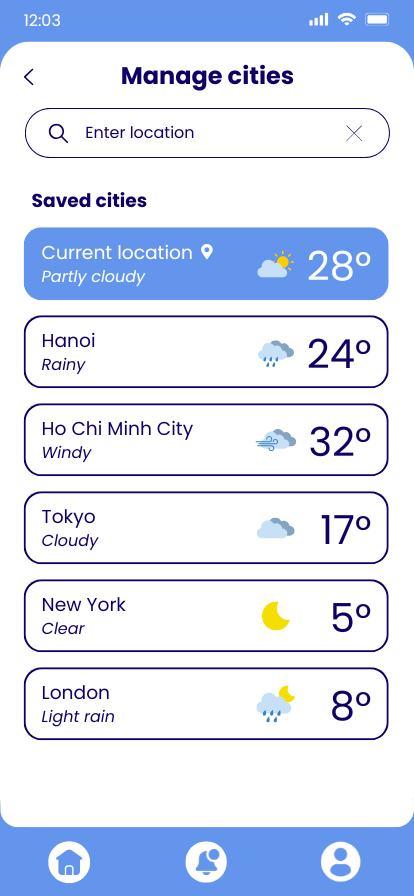 12:03
Manage cities
Enter location
Saved cities
Current location
Partly cloudy
28°
Hanoi
Rainy
24°
Ho Chi Minh City
Windy
32°
Tokyo
Cloudy
17°
New York
Clear
5°
London
Light rain
8°